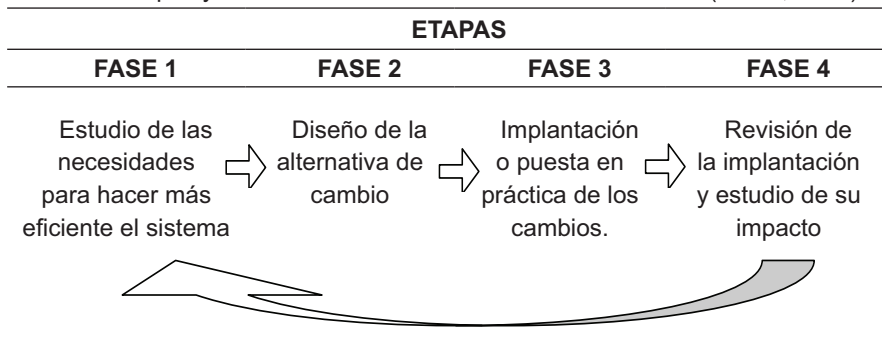 ETAPAS
FASE 1 FASE 2 FASE 3 FASE 4
Estudio de las
necesidades
para hacer más
eficiente el sistema
Diseño de la
alternativa de
cambio
Implantación
o puesta en
práctica de los
cambios.
Revisión de
la implantación
y estudio de su
impacto